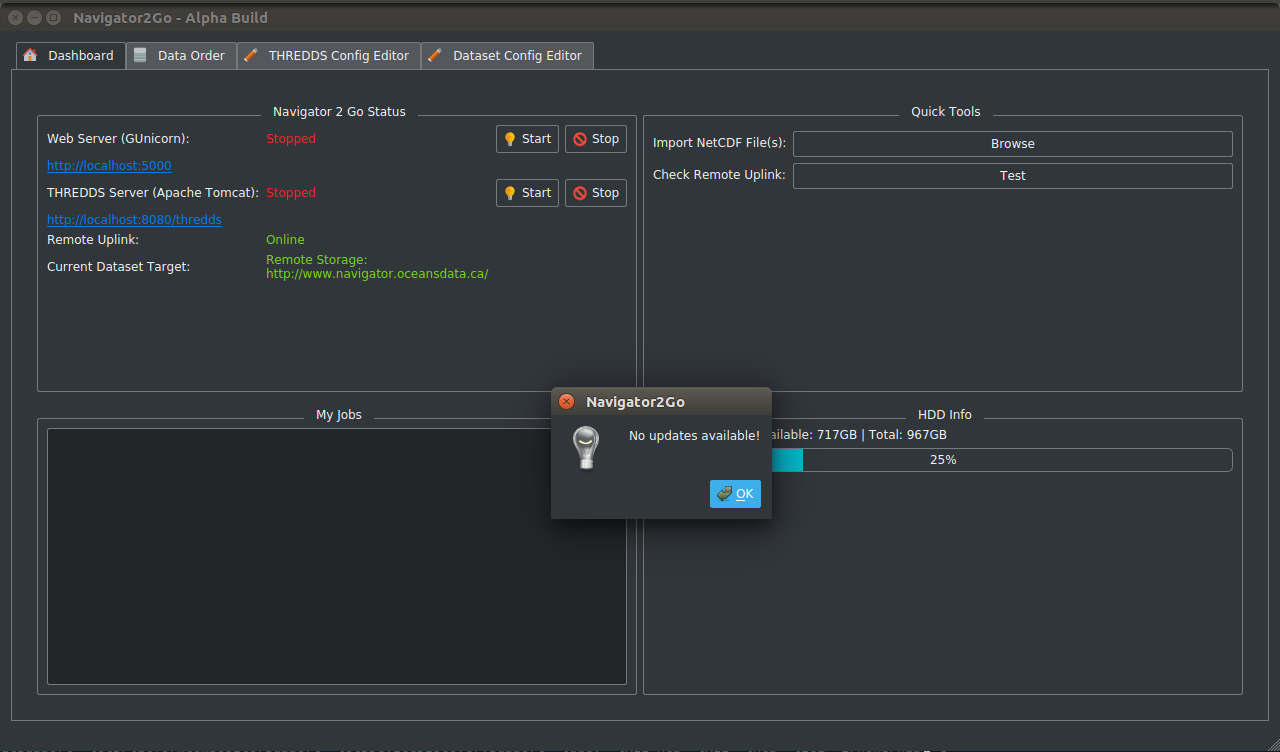 Navigator2Go - Alpha Build
Dashboard
Data Order
THREDDS Config Editor
Dataset Config Editor
Navigator 2 Go Status
Web Server (GUnicorn):
Stopped
Start
Stop
http://localhost:5000
THREDDS Server (Apache Tomcat):
Stopped
Start
Stop
http://localhost:8080/thredds
Remote Uplink:
Online
Current Dataset Target:
Remote Storage:
http://www.navigator.oceansdata.ca/
Quick Tools
Import NetCDF File(s):
Browse
Check Remote Uplink:
Test
My Jobs
HDD Info
717GB | Total: 967GB
25%
Navigator2Go
No updates available!
OK